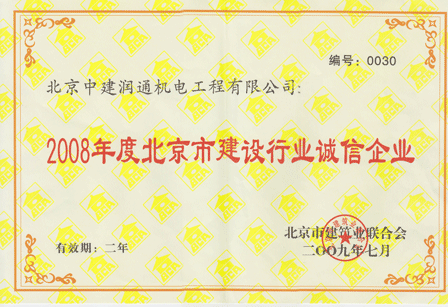 编号：0030
北京中建润通机电工程有限公司：
2008年度北京市建设行业诚信企业
北京市建筑业联合会
有效期：二年
二〇〇九年七月